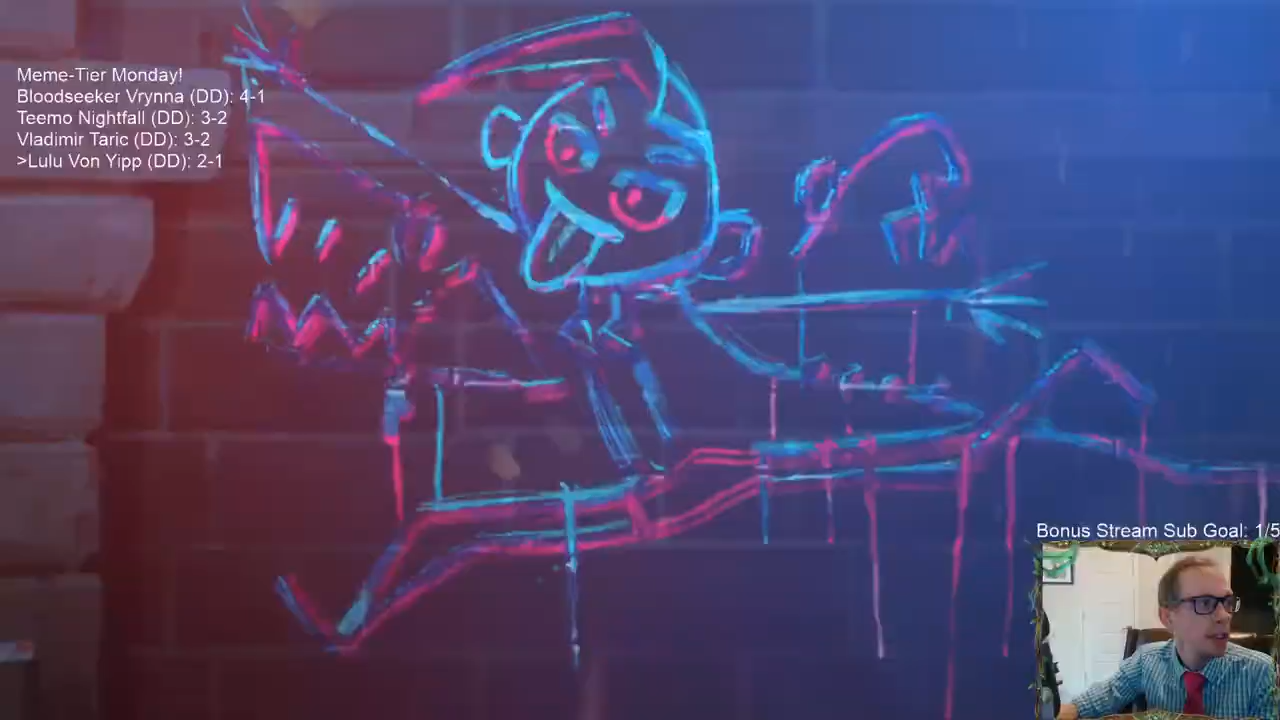 Meme-Tier Monday!
Bloodseeker Vrynna (DD): 4-1
Teemo Nightfall (DD): 3-2
Vladimir Taric (DD): 3-2
>Lulu Von Yipp (DD): 2-1
Bonus Stream Sub Goal: 1/5